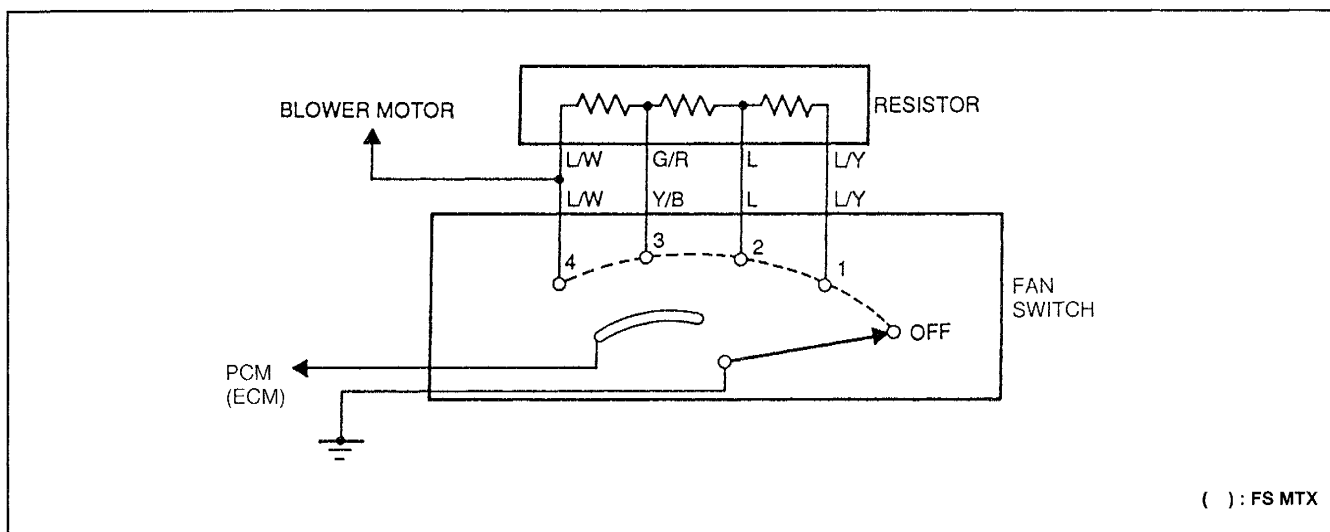 BLOWER MOTOR
RESISTOR
L/W G/R L L/Y
L/W Y/B L L/Y
4 3 2 1
OFF
FAN
SWITCH
PCM
(ECM)
( ) : FS MTX